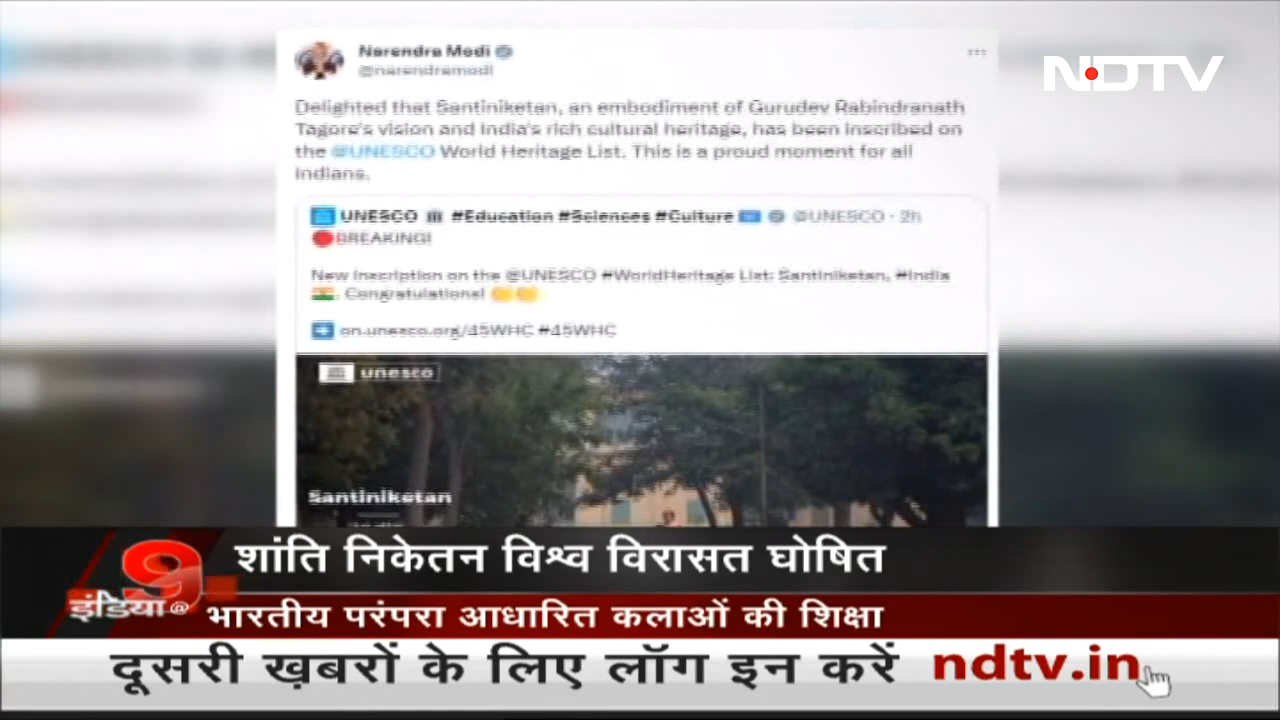 Narendra Modi
@narendramodi
NDTV
Delighted that Santiniketan, an embodiment of Gurudev Rabindranath
Tagore's vision and India's rich cultural heritage, has been inscribed on
the @UNESCO World Heritage List. This is a proud moment for all
Indians.
UNESCO #Education #Sciences #Culture @UNESCO · 2h
BREAKING!
New inscription on the @UNESCO #WorldHeritage List: Santiniketan, #India
. Congratulations!
on.unesco.org/45WHC #45WHC
unesco
Santiniketan
9
इंडिया@
शांति निकेतन विश्व विरासत घोषित
भारतीय परंपरा आधारित कलाओं की शिक्षा
दूसरी ख़बरों के लिए लॉग इन करें ndtv.in